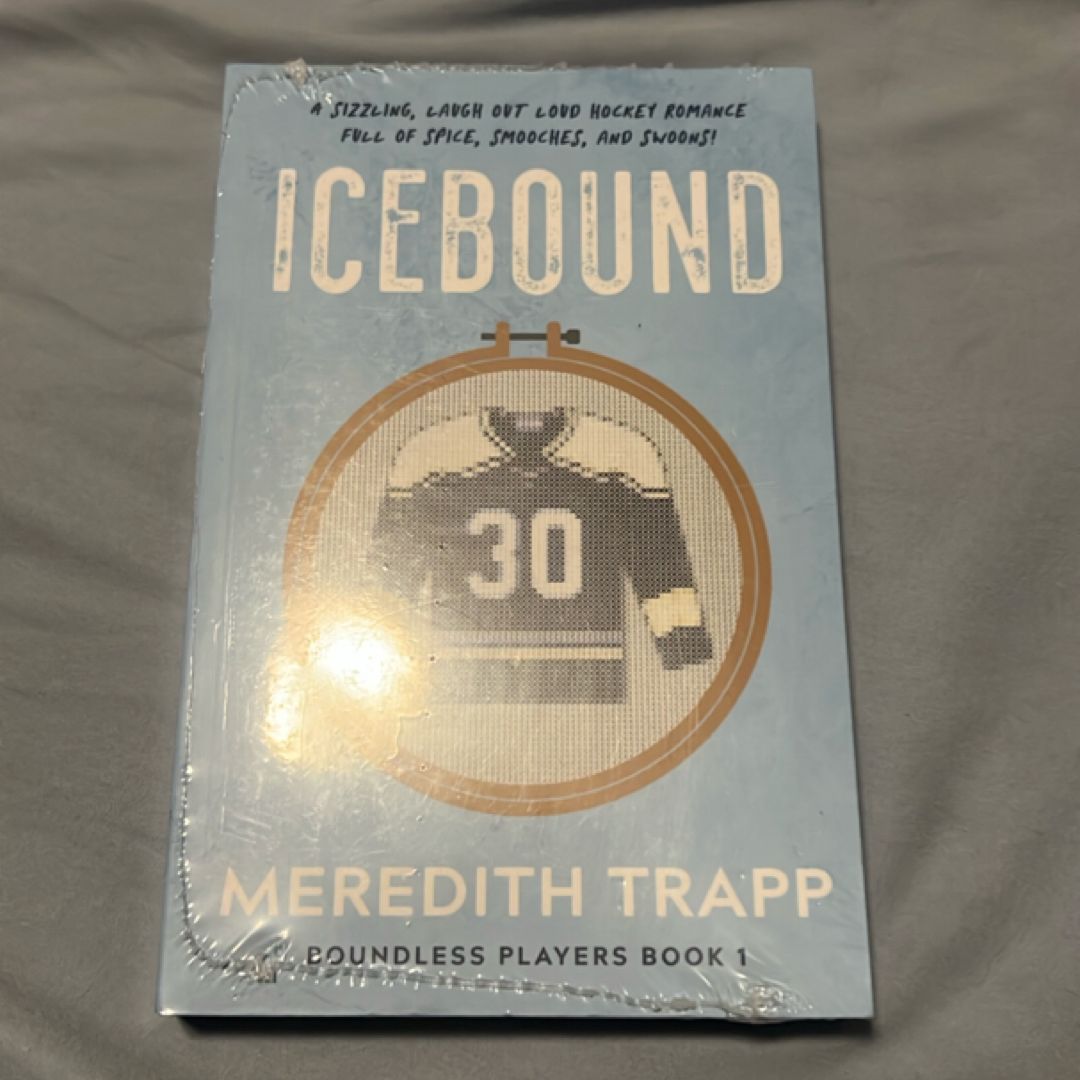 A SIZZLING, LAUGH OUT LOUD HOCKEY ROMANCE
FULL OF SPICE, SMOOCHES, AND SWOONS!
ICEBOUND
30
MEREDITH TRAPP
BOUNDLESS PLAYERS BOOK 1